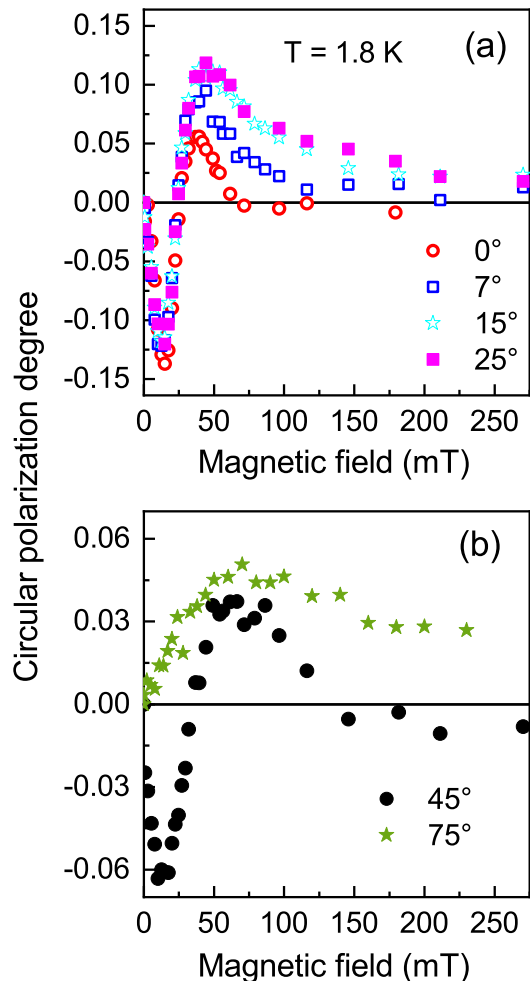 Circular polarization degree
(a)
T = 1.8 K
0.15
0.10
0.05
0.00
-0.05
-0.10
-0.15
0°
7°
15°
25°
0 50 100 150 200 250
Magnetic field (mT)
(b)
0.06
0.03
0.00
-0.03
-0.06
45°
75°
0 50 100 150 200 250
Magnetic field (mT)